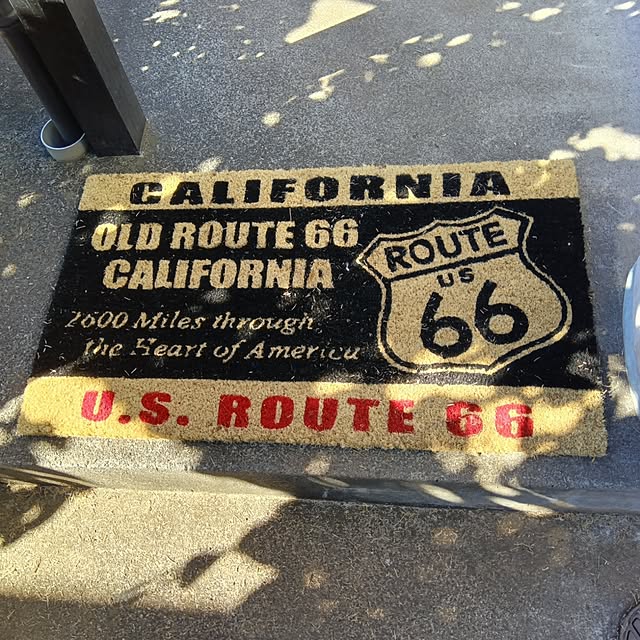 CALIFORNIA
OLD ROUTE 66
CALIFORNIA
2600 Miles through
the Heart of America
ROUTE
US
66
U.S. ROUTE 66